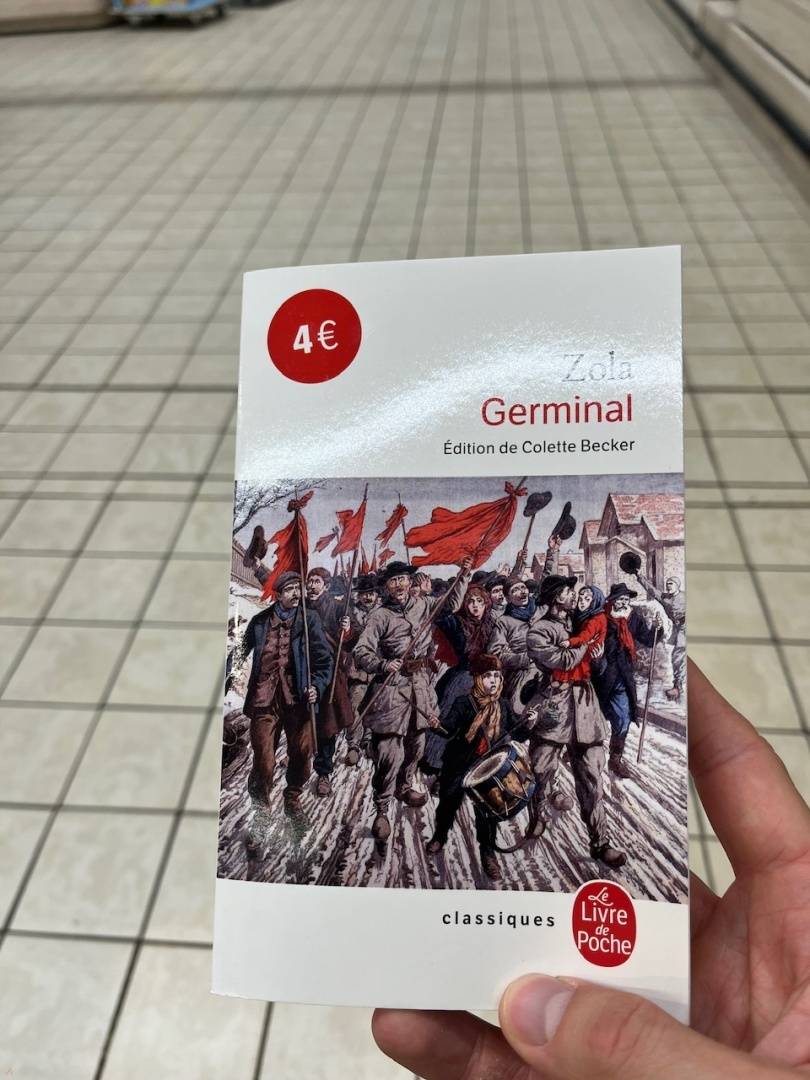 4€
Zola
Germinal
Édition de Colette Becker
classiques
Le
Livre
de
Poche